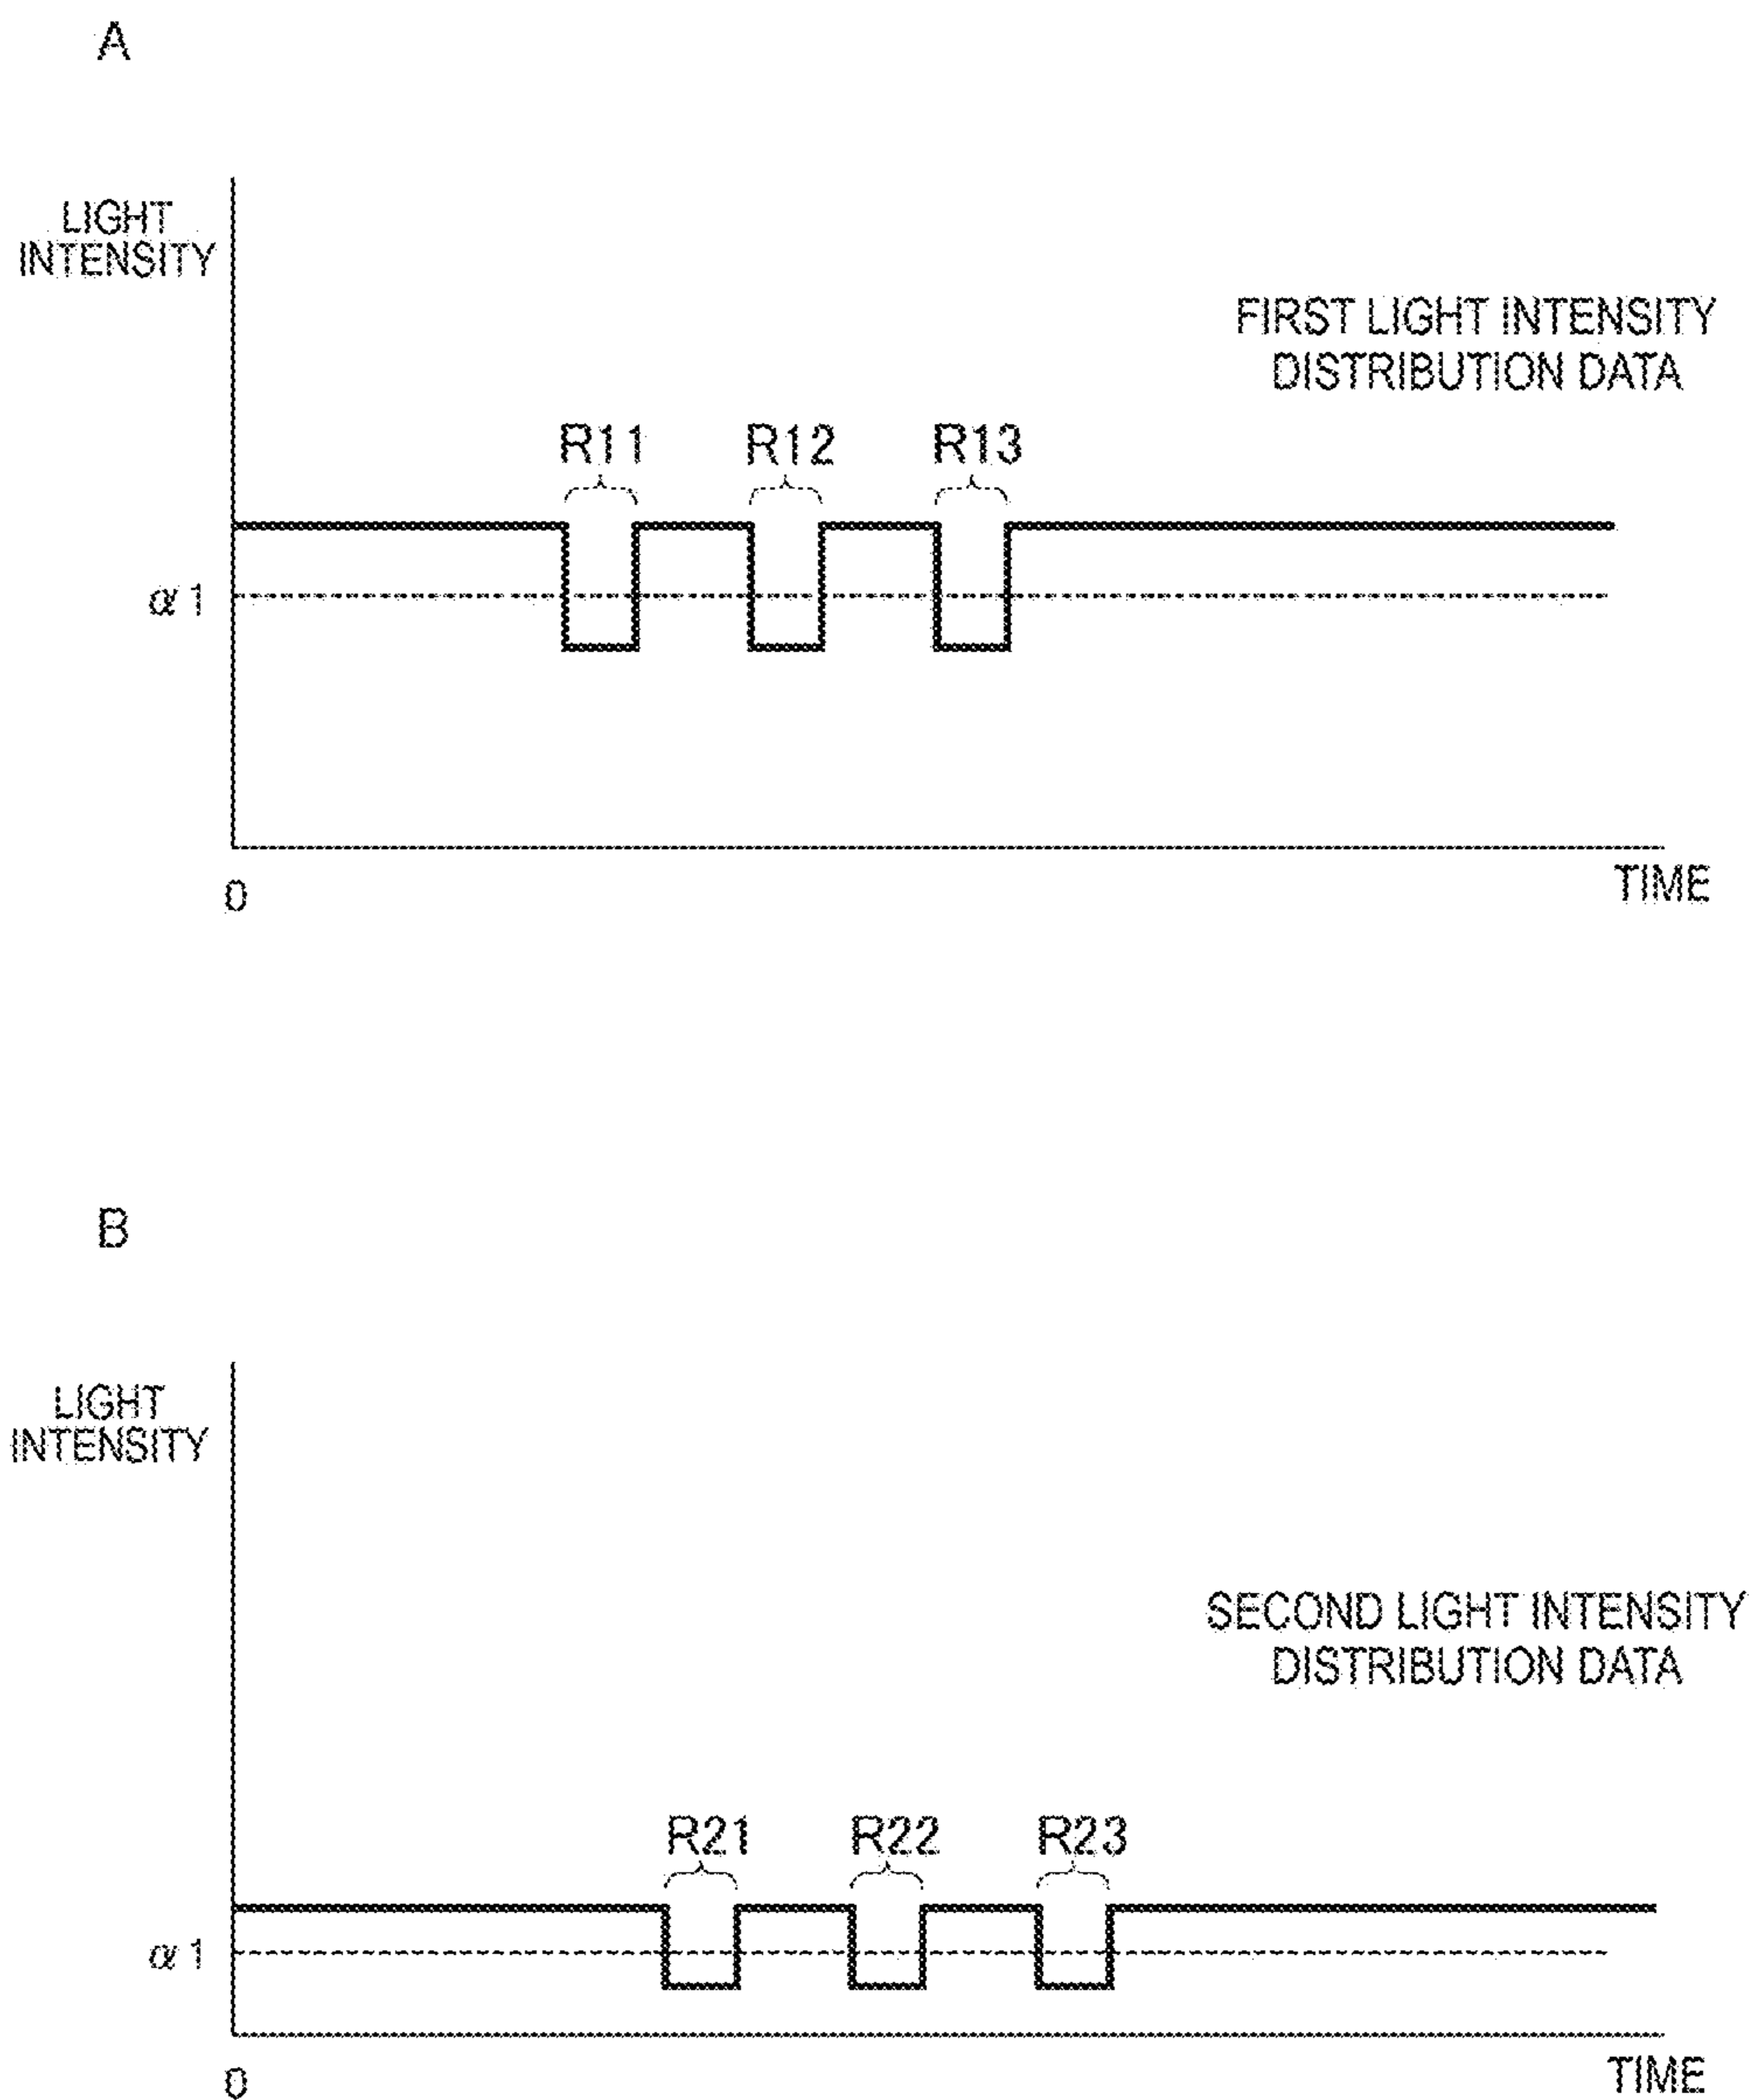 A
LIGHT
INTENSITY
FIRST LIGHT INTENSITY
DISTRIBUTION DATA
R11 R12 R13
α1
0
TIME
B
LIGHT
INTENSITY
SECOND LIGHT INTENSITY
DISTRIBUTION DATA
R21 R22 R23
α1
0
TIME